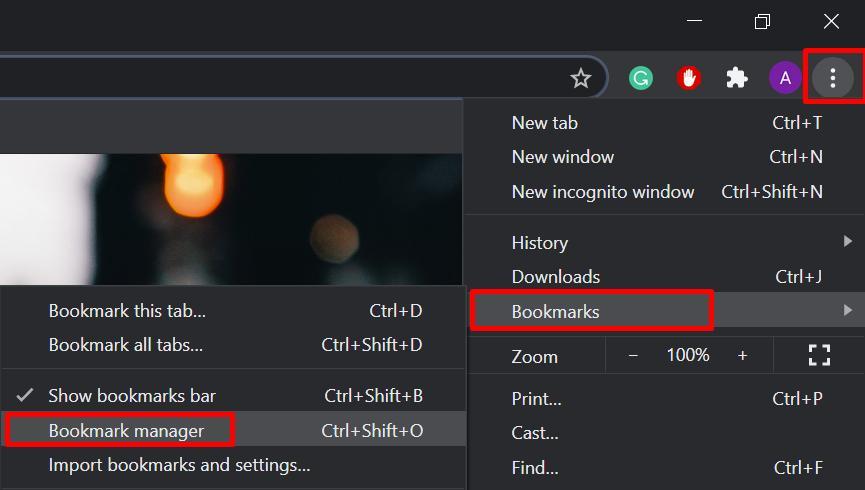 A
New tab Ctrl+T
New window Ctrl+N
New incognito window Ctrl+Shift+N
History
Downloads Ctrl+J
Bookmarks
Bookmark this tab... Ctrl+D
Bookmark all tabs... Ctrl+Shift+D
Show bookmarks bar Ctrl+Shift+B
Bookmark manager Ctrl+Shift+O
Import bookmarks and settings...
Zoom − 100% +
Print... Ctrl+P
Cast...
Find... Ctrl+F